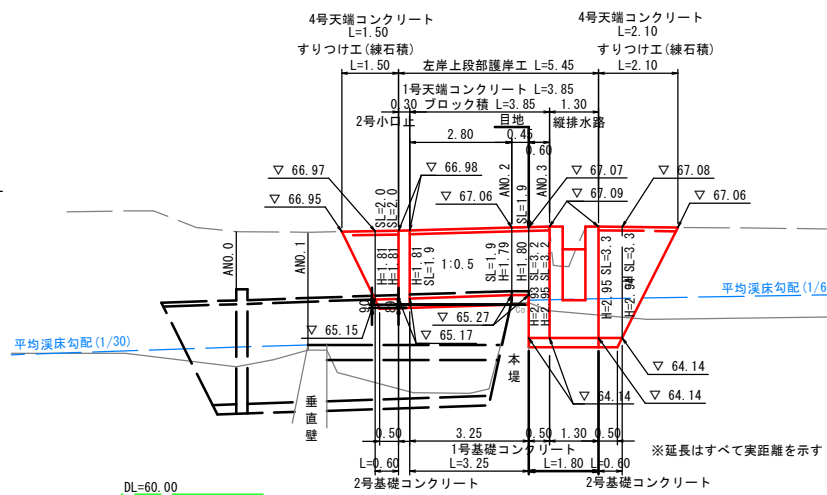 4号天端コンクリート
L=1.50
すりつけ工(練石積)
L=1.50
左岸上段部護岸工 L=5.45
4号天端コンクリート
L=2.10
すりつけ工(練石積)
L=2.10
1号天端コンクリート L=3.85
0.30 ブロック積 L=3.85 1.30
2号小口止
目地
縦排水路
2.80
0.45
0.60
▽ 66.97
▽ 66.98
▽ 67.07
▽ 67.08
▽ 66.95
▽ 67.06
▽ 67.09
▽ 67.06
ANO.0
ANO.1
ANO.2
ANO.3
SL=2.0
SL=2.0
H=1.81
H=1.81
H=1.81
SL=1.9
1:0.5
SL=1.9
H=1.79
SL=1.9
H=1.80
H=2.93 SL=3.2
H=2.95 SL=3.2
H=2.95 SL=3.3
H=2.94 SL=3.3
平均渓床勾配(1/6
▽ 65.15
▽ 65.27
▽ 65.17
平均渓床勾配(1/30)
垂直壁
本堤
▽ 64.14
▽ 64.14
▽ 64.14
0.50
3.25
0.50
1.30
0.50
1号基礎コンクリート
L=0.60
L=3.25
L=1.80
L=0.60
2号基礎コンクリート
2号基礎コンクリート
※延長はすべて実距離を示す
DL=60.00